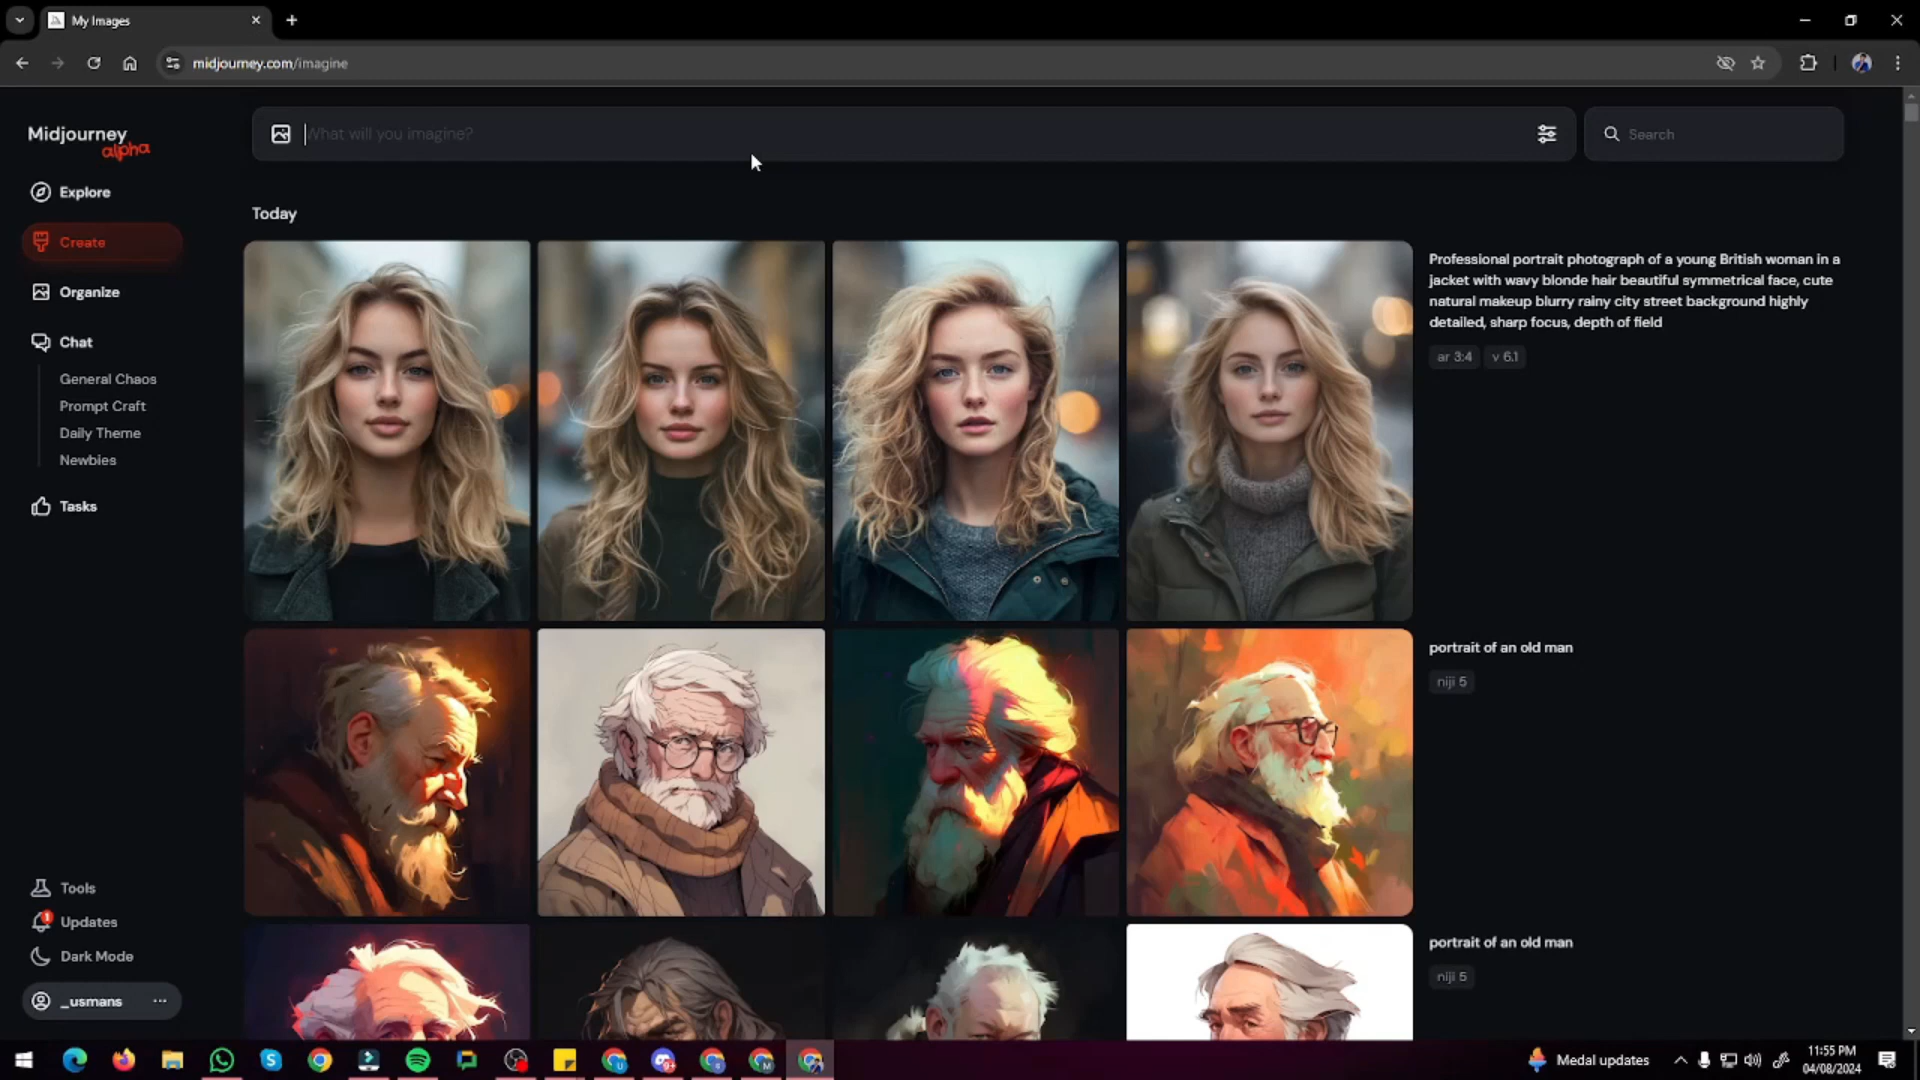 My Images
midjourney.com/imagine
Midjourney
alpha
What will you imagine?
Search
Explore
Create
Organize
Chat
General Chaos
Prompt Craft
Daily Theme
Newbies
Tasks
Today
Professional portrait photograph of a young British woman in a
jacket with wavy blonde hair beautiful symmetrical face, cute
natural makeup blurry rainy city street background highly
detailed, sharp focus, depth of field
ar 3:4 v 6.1
portrait of an old man
niji 5
portrait of an old man
niji 5
Tools
1
Updates
Dark Mode
_usmans
Medal updates
11:55 PM
04/08/2024